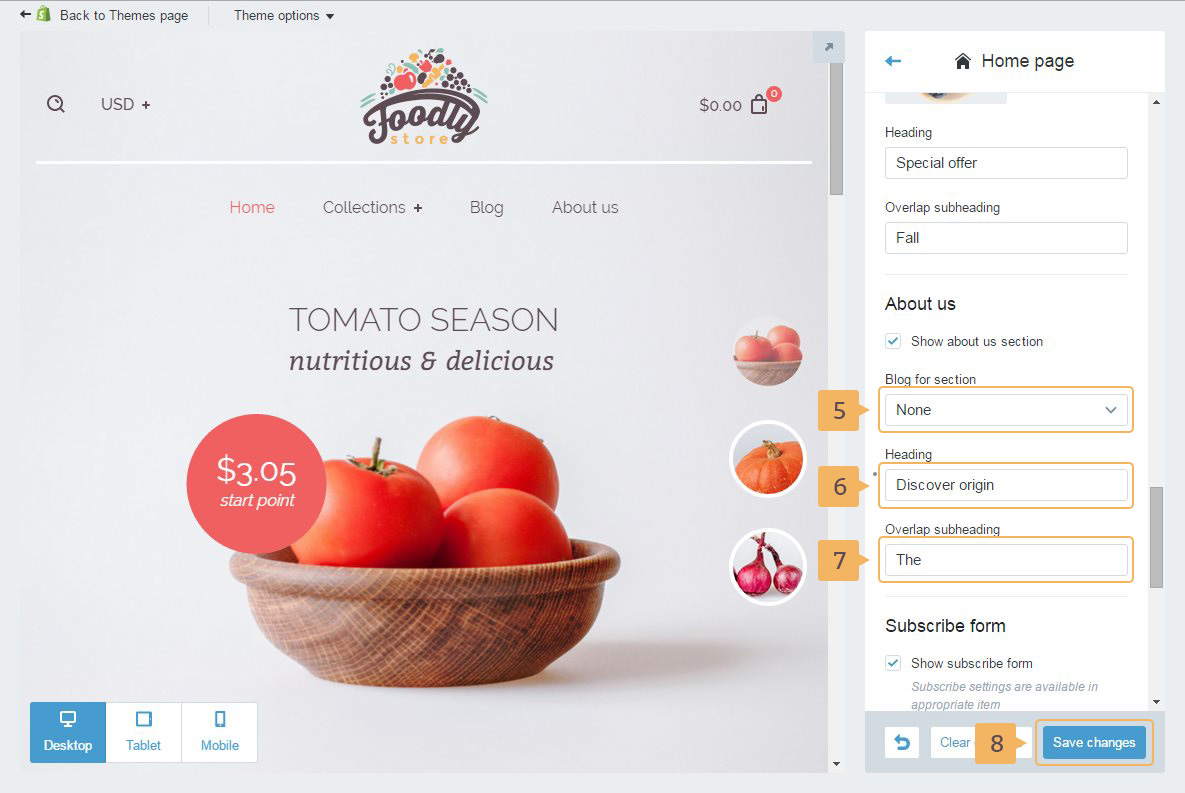 Back to Themes page
Theme options
USD +
Foodly
store
$0.00
0
Home
Collections +
Blog
About us
TOMATO SEASON
nutritious & delicious
$3.05
start point
Desktop
Tablet
Mobile
Home page
Heading
Special offer
Overlap subheading
Fall
About us
Show about us section
Blog for section
5
None
Heading
6
Discover origin
Overlap subheading
7
The
Subscribe form
Show subscribe form
Subscribe settings are available in
appropriate item
Clear
8
Save changes